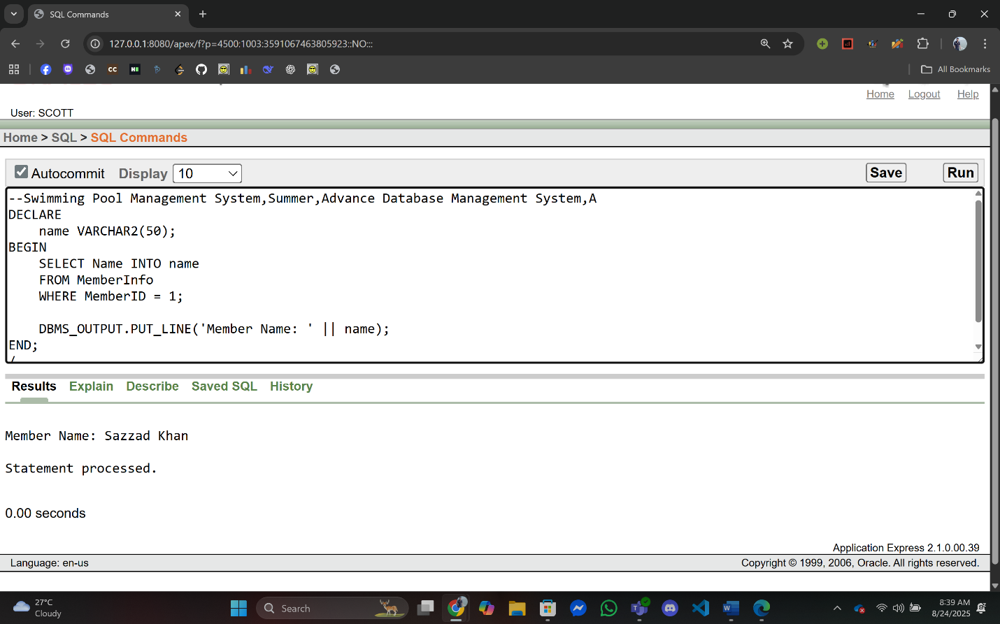 SQL Commands
127.0.0.1:8080/apex/f?p=4500:1003:3591067463805923::NO:::
All Bookmarks
Home Logout Help
User: SCOTT
Home > SQL > SQL Commands
Autocommit Display 10 Save Run
--Swimming Pool Management System,Summer,Advance Database Management System,A
DECLARE
name VARCHAR2(50);
BEGIN
SELECT Name INTO name
FROM MemberInfo
WHERE MemberID = 1;
DBMS_OUTPUT.PUT_LINE('Member Name: ' || name);
END;
/
Results Explain Describe Saved SQL History
Member Name: Sazzad Khan
Statement processed.
0.00 seconds
Application Express 2.1.0.00.39
Language: en-us Copyright © 1999, 2006, Oracle. All rights reserved.
27°C
Cloudy
Search
8:39 AM
8/24/2025